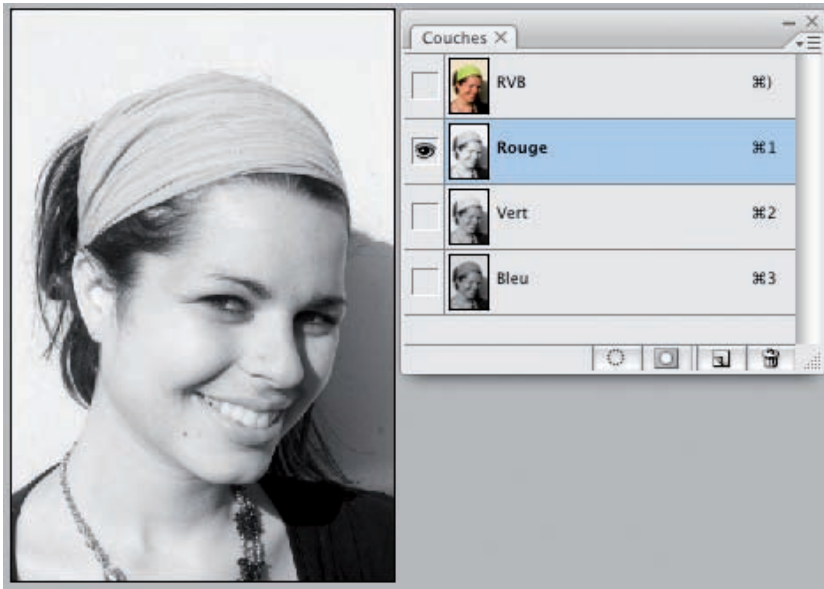 Couches
RVB ⌘)
Rouge ⌘1
Vert ⌘2
Bleu ⌘3